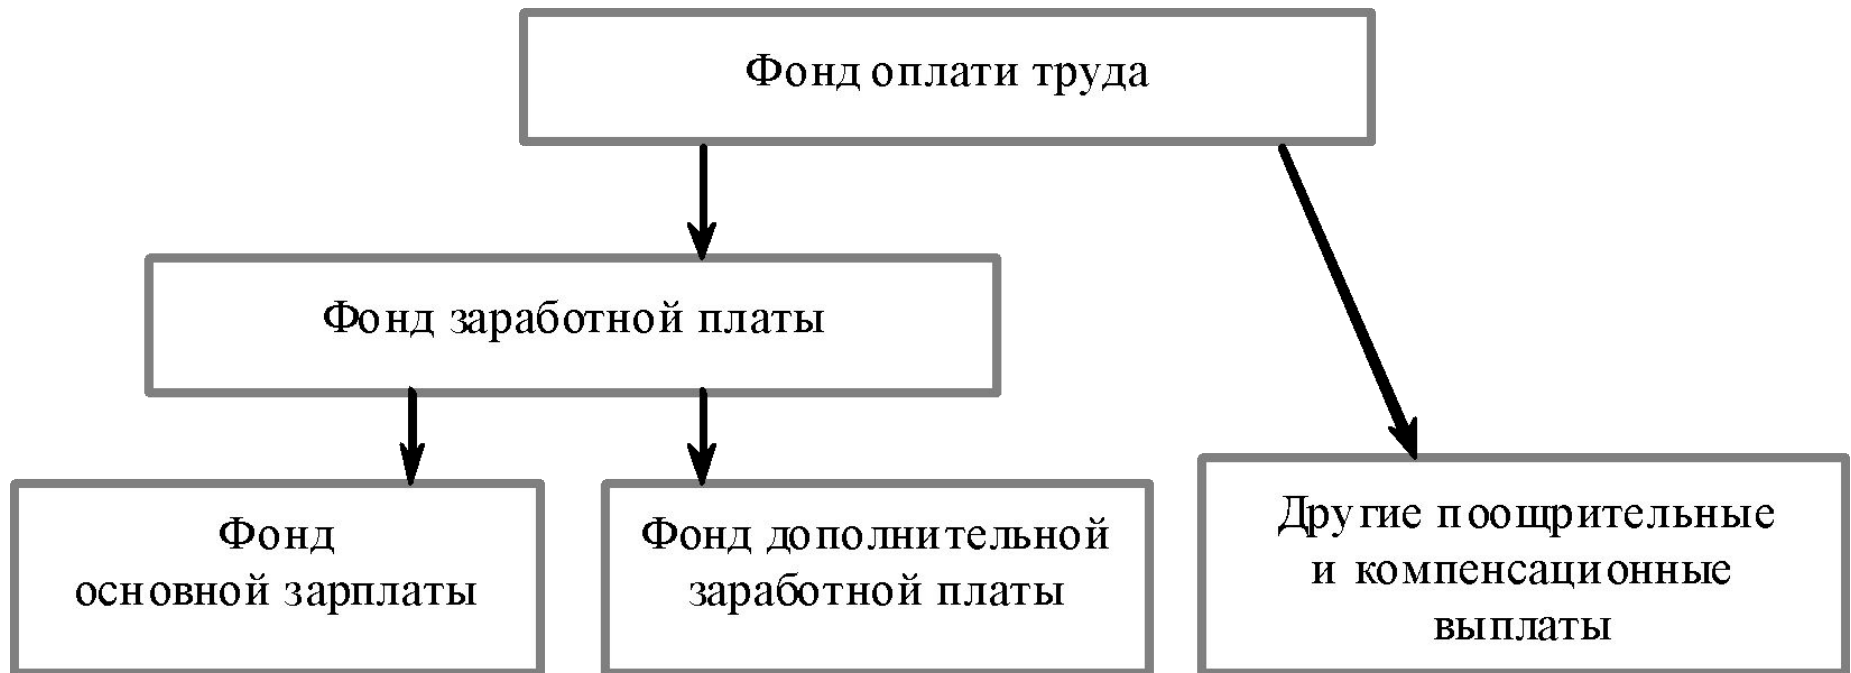 Фонд оплати труда
Фонд заработной платы
Фонд
основной зарплаты
Фонд дополнительной
заработной платы
Другие поощрительные
и компенсационные
выплаты